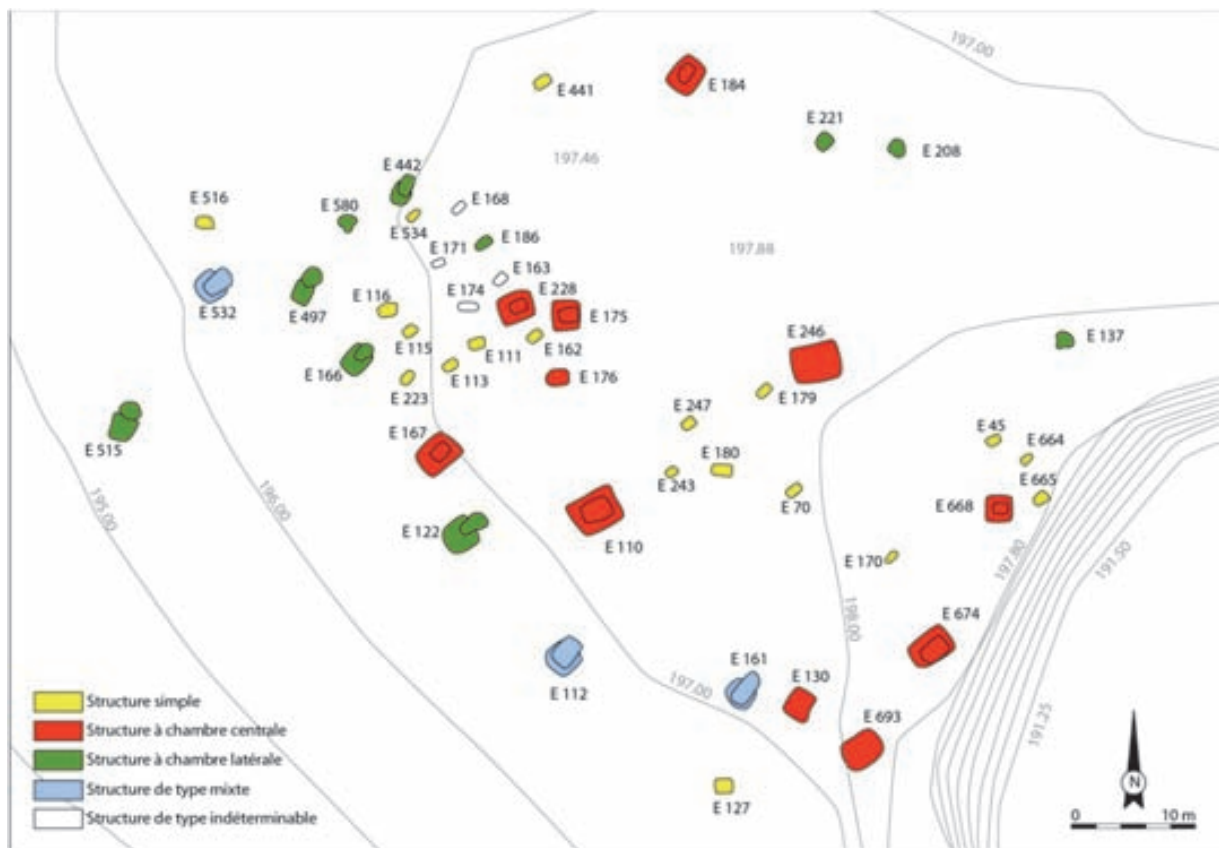 197.00
E 441
E 184
E 221
E 208
197.46
E 442
E 168
E 516
E 580
E 534
E 186
E 171
197.88
E 163
E 174
E 228
E 116
E 532
E 497
E 175
E 246
E 137
E 115
E 111
E 162
E 166
E 113
E 176
E 223
E 179
E 247
E 167
E 45
E 664
E 515
E 180
E 665
E 243
E 70
E 668
195.00
196.00
E 122
E 110
E 170
197.80
191.50
198.00
E 674
E 161
E 112
E 130
197.00
E 693
191.25
Structure simple
Structure à chambre centrale
Structure à chambre latérale
Structure de type mixte
Structure de type indéterminable
E 127
N
0 10 m